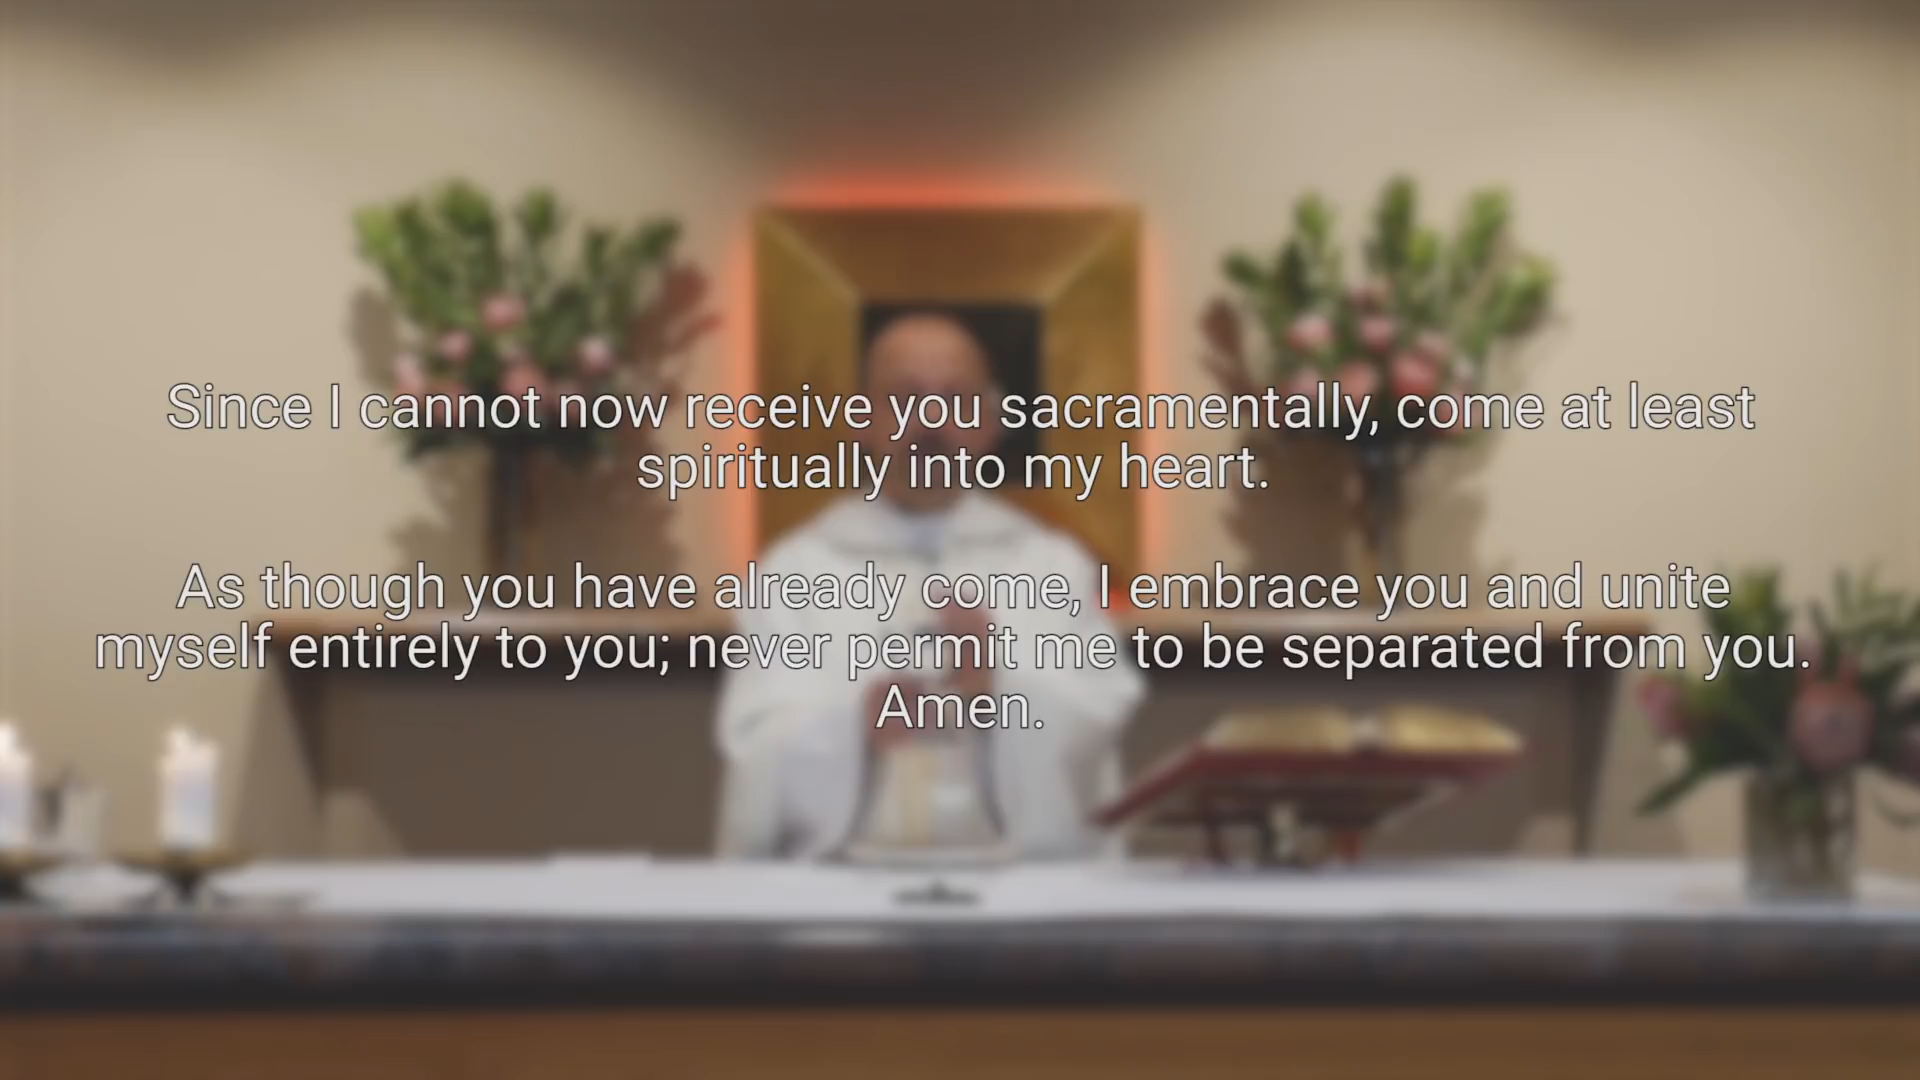 Since I cannot now receive you sacramentally, come at least
spiritually into my heart.
As though you have already come, I embrace you and unite
myself entirely to you; never permit me to be separated from you.
Amen.